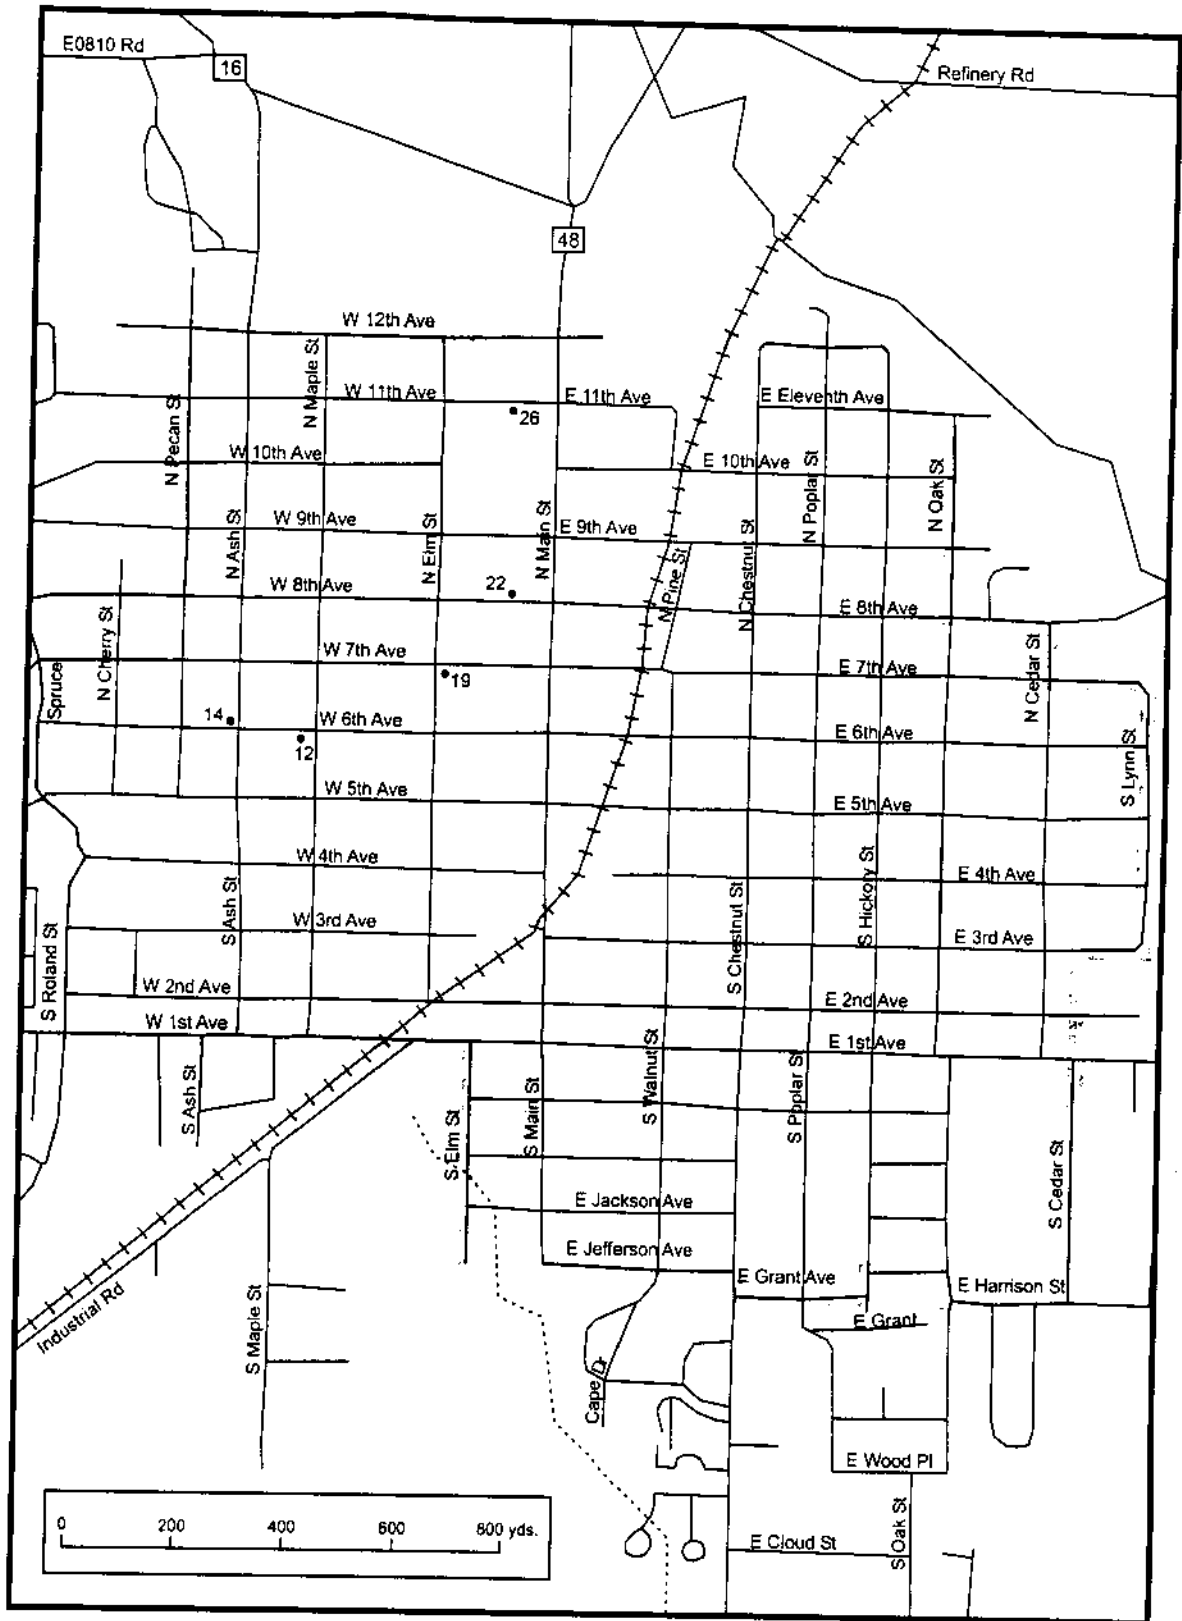 E0810 Rd
16
Refinery Rd
48
W 12th Ave
N Maple St
W 11th Ave
E 11th Ave
E Eleventh Ave
26
N Pecan St
W 10th Ave
E 10th Ave
N Poplar St
N Oak St
N Ash St
W 9th Ave
N Elm St
N Main St
E 9th Ave
N Pine St
N Chestnut St
W 8th Ave
22
E 8th Ave
N Cherry St
W 7th Ave
E 7th Ave
N Cedar St
Spruce
19
14
W 6th Ave
12
E 6th Ave
S Lynn St
W 5th Ave
E 5th Ave
W 4th Ave
S Hickory St
E 4th Ave
S Ash St
W 3rd Ave
S Chestnut St
E 3rd Ave
S Roland St
W 2nd Ave
E 2nd Ave
W 1st Ave
E 1st Ave
S Ash St
S Elm St
S Main St
S Walnut St
S Poplar St
S Cedar St
E Jackson Ave
E Jefferson Ave
E Grant Ave
E Harrison St
Industrial Rd
S Maple St
E Grant
Cape Dr
E Wood Pl
0 200 400 600 800 yds.
E Cloud St
S Oak St